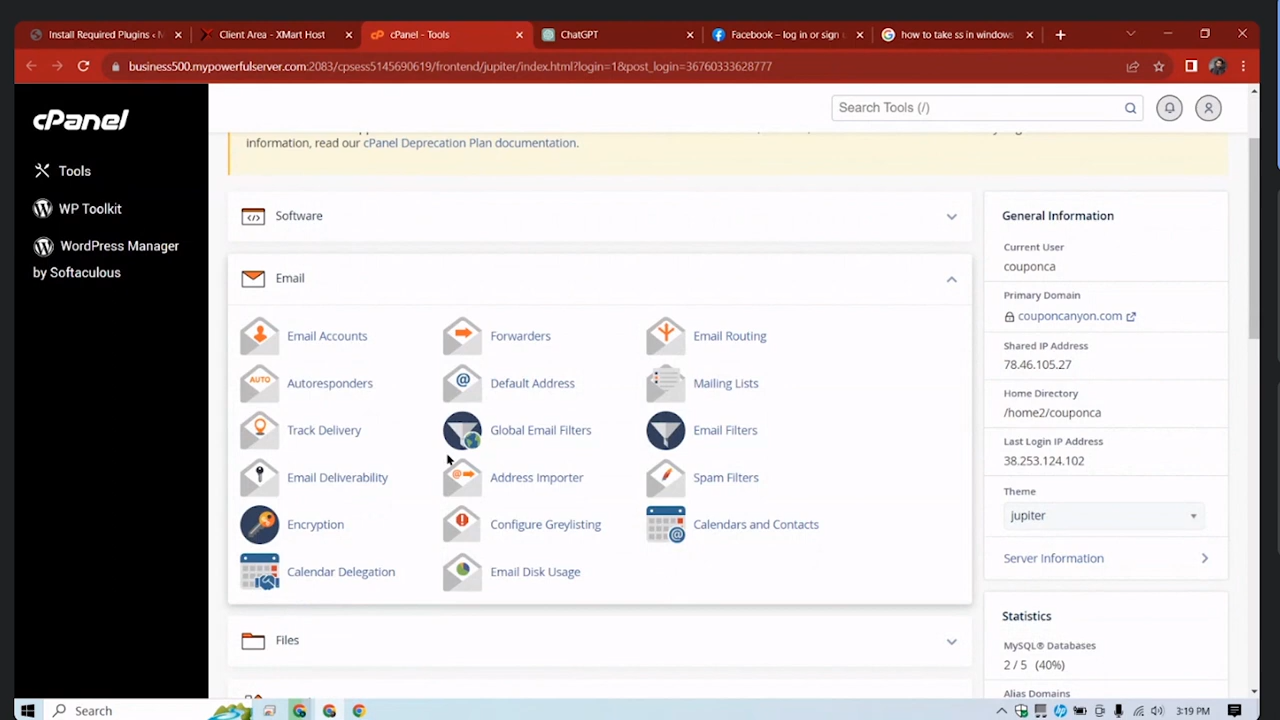 Install Required Plugins ‹
Client Area - XMart Host
cPanel - Tools
ChatGPT
Facebook – log in or sign
how to take ss in windows
business500.mypowerfulserver.com:2083/cpsess5145690619/frontend/jupiter/index.html?login=1&post_login=36760333628777
cPanel
Search Tools (/)
Tools
WP Toolkit
WordPress Manager
by Softaculous
information, read our cPanel Deprecation Plan documentation.
Software
Email
Email Accounts
Forwarders
Email Routing
Autoresponders
Default Address
Mailing Lists
AUTO
Track Delivery
Global Email Filters
Email Filters
Email Deliverability
Address Importer
Spam Filters
Encryption
Configure Greylisting
Calendars and Contacts
Calendar Delegation
Email Disk Usage
Files
General Information
Current User
couponca
Primary Domain
couponcanyon.com
Shared IP Address
78.46.105.27
Home Directory
/home2/couponca
Last Login IP Address
38.253.124.102
Theme
jupiter
Server Information
Statistics
MySQL® Databases
2 / 5 (40%)
Alias Domains
Search
3:19 PM